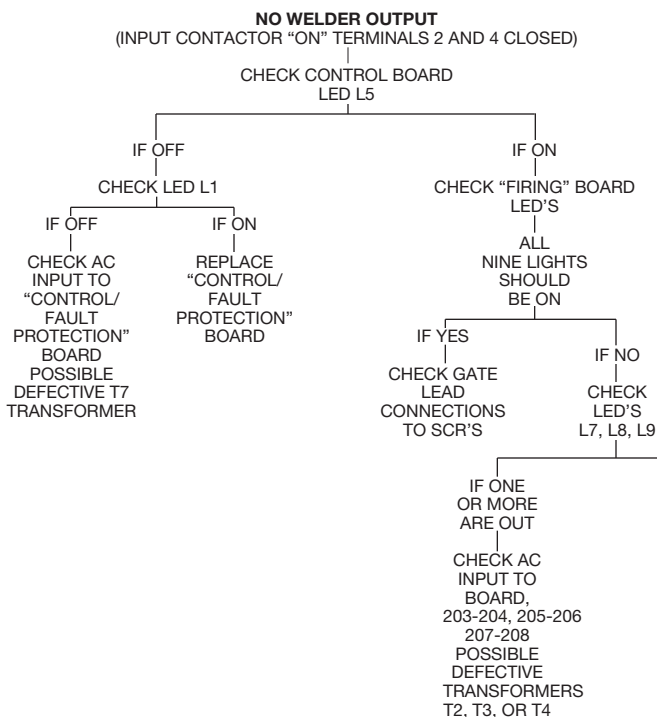 NO WELDER OUTPUT
(INPUT CONTACTOR “ON” TERMINALS 2 AND 4 CLOSED)
CHECK CONTROL BOARD
LED L5
IF OFF
CHECK LED L1
IF OFF
CHECK AC
INPUT TO
“CONTROL/
FAULT
PROTECTION”
BOARD
POSSIBLE
DEFECTIVE T7
TRANSFORMER
IF ON
REPLACE
“CONTROL/
FAULT
PROTECTION”
BOARD
IF ON
CHECK “FIRING” BOARD
LED'S
ALL
NINE LIGHTS
SHOULD
BE ON
IF YES
CHECK GATE
LEAD
CONNECTIONS
TO SCR'S
IF NO
CHECK
LED'S
L7, L8, L9
IF ONE
OR MORE
ARE OUT
CHECK AC
INPUT TO
BOARD,
203-204, 205-206
207-208
POSSIBLE
DEFECTIVE
TRANSFORMERS
T2, T3, OR T4